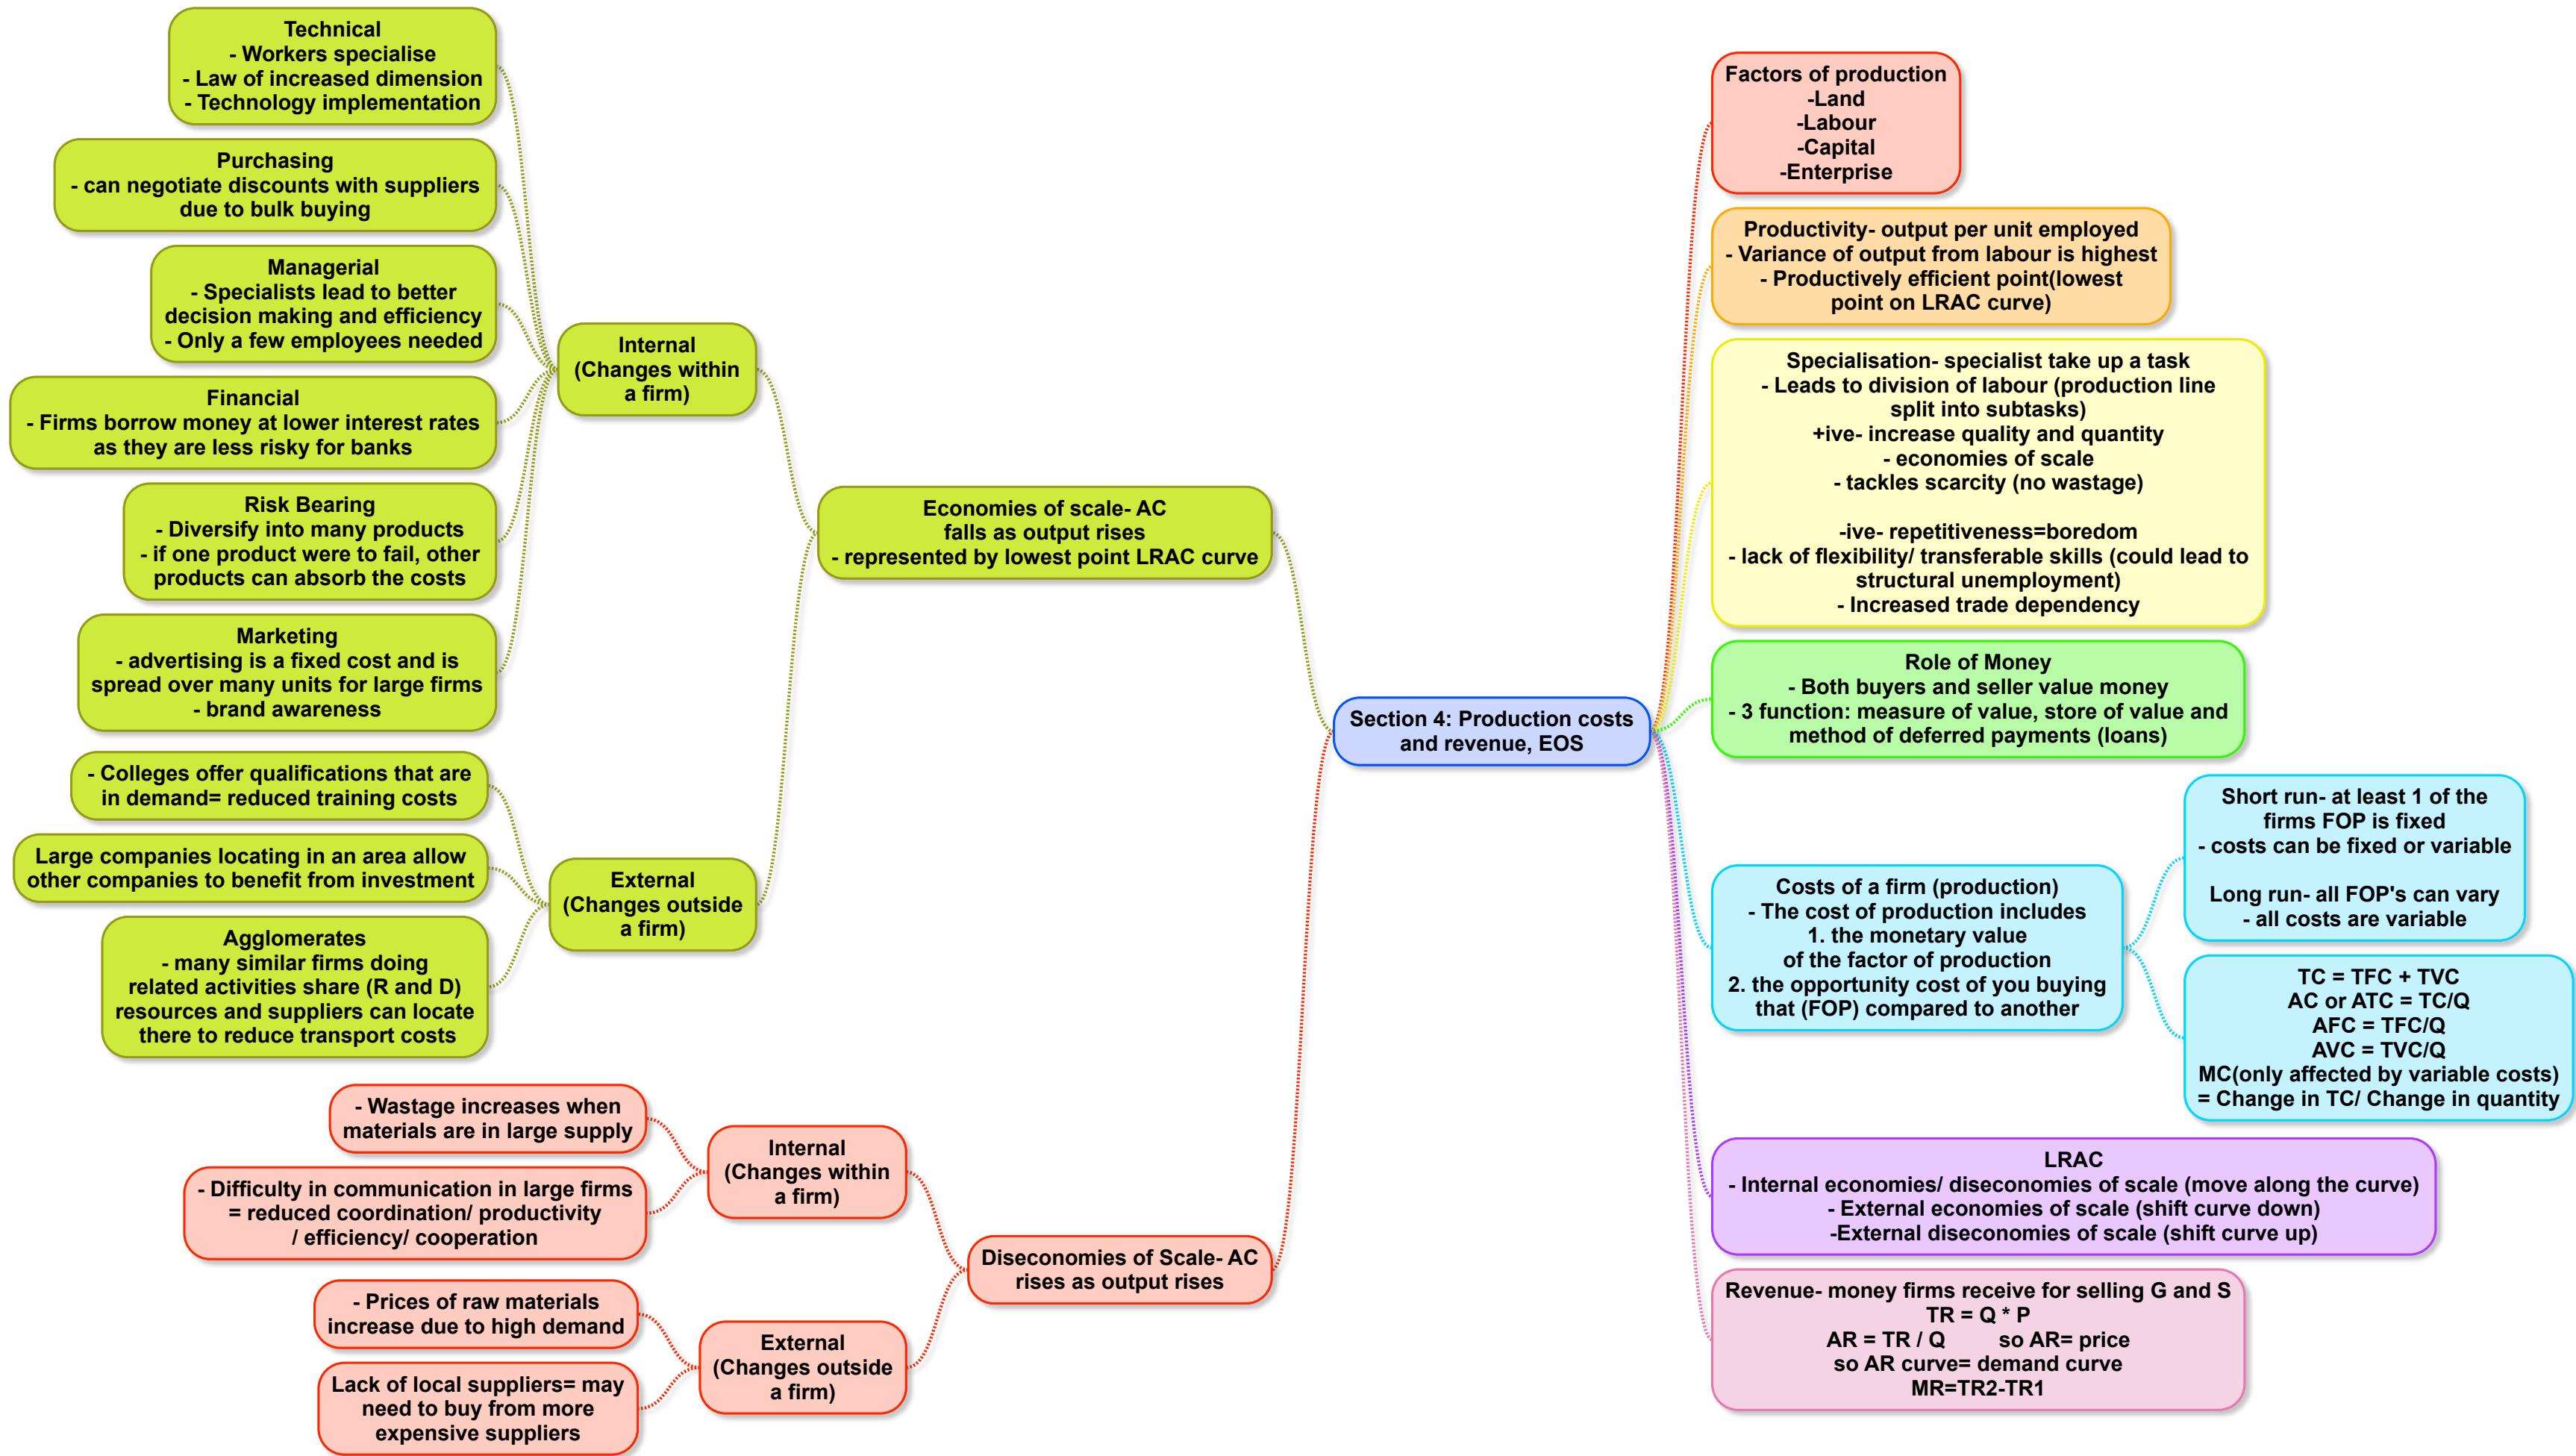 Technical
- Workers specialise
- Law of increased dimension
- Technology implementation
Purchasing
- can negotiate discounts with suppliers
due to bulk buying
Managerial
- Specialists lead to better
decision making and efficiency
- Only a few employees needed
Financial
- Firms borrow money at lower interest rates
as they are less risky for banks
Risk Bearing
- Diversify into many products
- if one product were to fail, other
products can absorb the costs
Marketing
- advertising is a fixed cost and is
spread over many units for large firms
- brand awareness
Internal
(Changes within
a firm)
- Colleges offer qualifications that are
in demand= reduced training costs
Large companies locating in an area allow
other companies to benefit from investment
Agglomerates
- many similar firms doing
related activities share (R and D)
resources and suppliers can locate
there to reduce transport costs
External
(Changes outside
a firm)
Economies of scale- AC
falls as output rises
- represented by lowest point LRAC curve
- Wastage increases when
materials are in large supply
- Difficulty in communication in large firms
= reduced coordination/ productivity
/ efficiency/ cooperation
Internal
(Changes within
a firm)
- Prices of raw materials
increase due to high demand
Lack of local suppliers= may
need to buy from more
expensive suppliers
External
(Changes outside
a firm)
Diseconomies of Scale- AC
rises as output rises
Section 4: Production costs
and revenue, EOS
Factors of production
-Land
-Labour
-Capital
-Enterprise
Productivity- output per unit employed
- Variance of output from labour is highest
- Productively efficient point(lowest
point on LRAC curve)
Specialisation- specialist take up a task
- Leads to division of labour (production line
split into subtasks)
+ive- increase quality and quantity
- economies of scale
- tackles scarcity (no wastage)
-ive- repetitiveness=boredom
- lack of flexibility/ transferable skills (could lead to
structural unemployment)
- Increased trade dependency
Role of Money
- Both buyers and seller value money
- 3 function: measure of value, store of value and
method of deferred payments (loans)
Costs of a firm (production)
- The cost of production includes
1. the monetary value
of the factor of production
2. the opportunity cost of you buying
that (FOP) compared to another
Short run- at least 1 of the
firms FOP is fixed
- costs can be fixed or variable
Long run- all FOP's can vary
- all costs are variable
TC = TFC + TVC
AC or ATC = TC/Q
AFC = TFC/Q
AVC = TVC/Q
MC(only affected by variable costs)
= Change in TC/ Change in quantity
LRAC
- Internal economies/ diseconomies of scale (move along the curve)
- External economies of scale (shift curve down)
-External diseconomies of scale (shift curve up)
Revenue- money firms receive for selling G and S
TR = Q * P
AR = TR / Q so AR= price
so AR curve= demand curve
MR=TR2-TR1